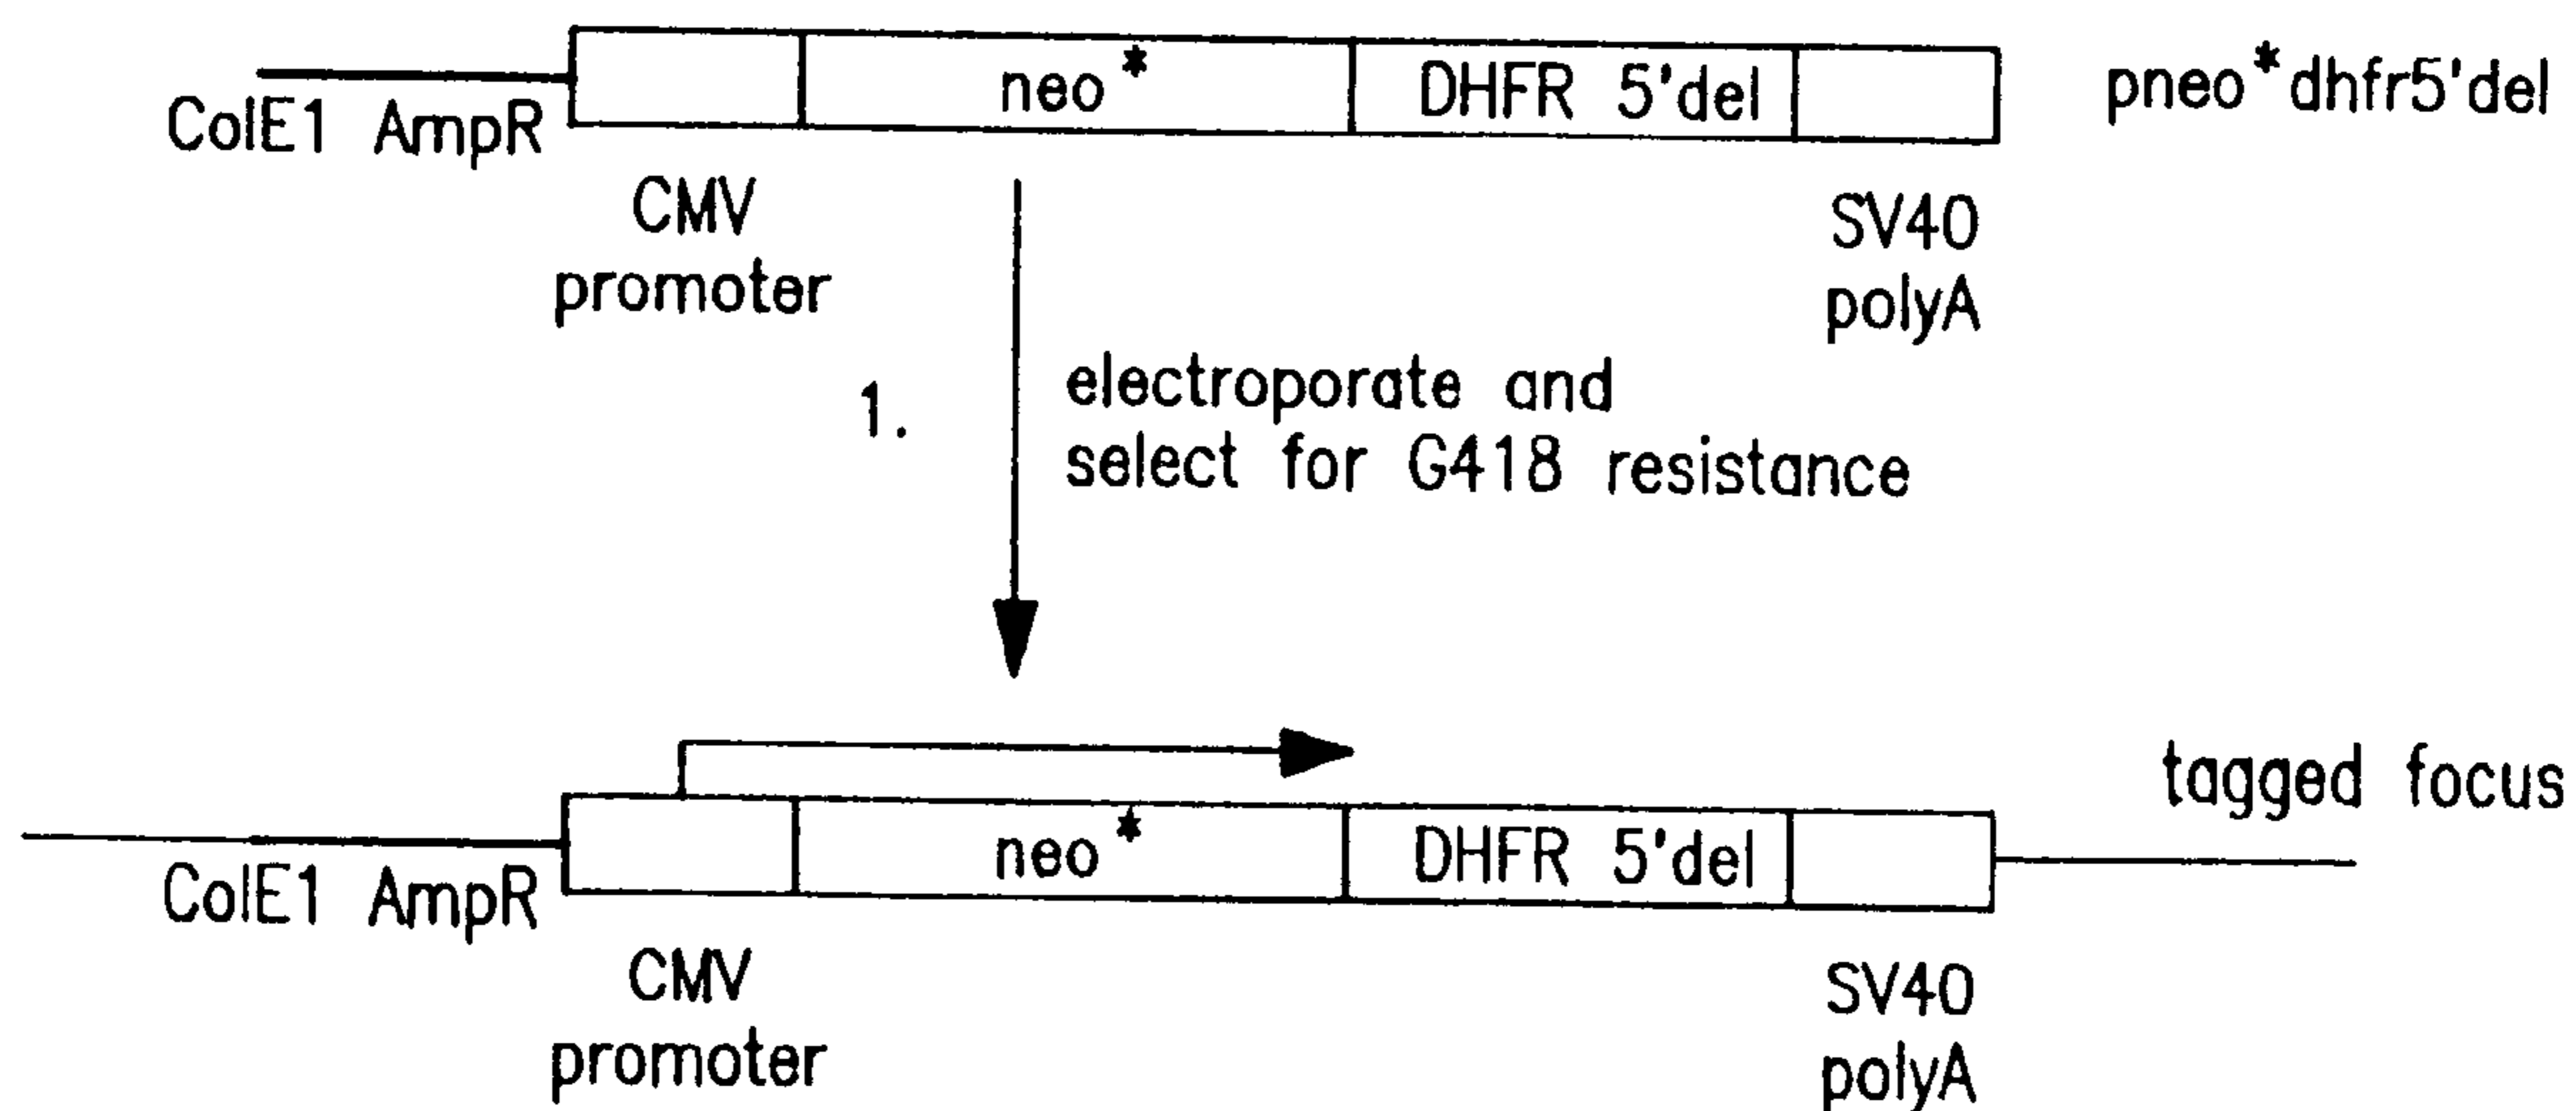 neo*
DHFR 5'del
pneo*dhfr5'del
ColE1 AmpR
CMV
promoter
SV40
polyA
1.
electroporate and
select for G418 resistance
tagged focus
neo*
DHFR 5'del
ColE1 AmpR
CMV
promoter
SV40
polyA